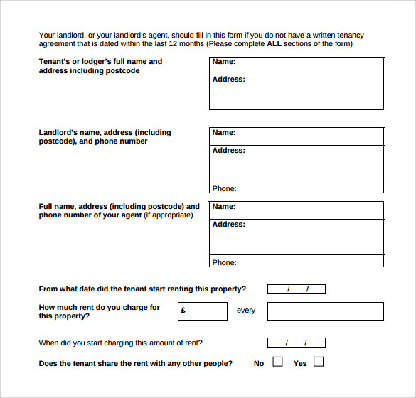 Your landlord, or your landlord's agent, should fill in this form if you do not have a written tenancy
agreement that is dated within the last 12 months (Please complete ALL sections of the form)
Tenant's or lodger's full name and
address including postcode
Name:
Address:
Landlord's name, address (including
postcode), and phone number
Name:
Address:
Phone:
Full name, address (including postcode) and
phone number of your agent (if appropriate)
Name:
Address:
Phone:
From what date did the tenant start renting this property? / /
How much rent do you charge for
this property?
£ every
When did you start charging this amount of rent? / /
Does the tenant share the rent with any other people? No Yes